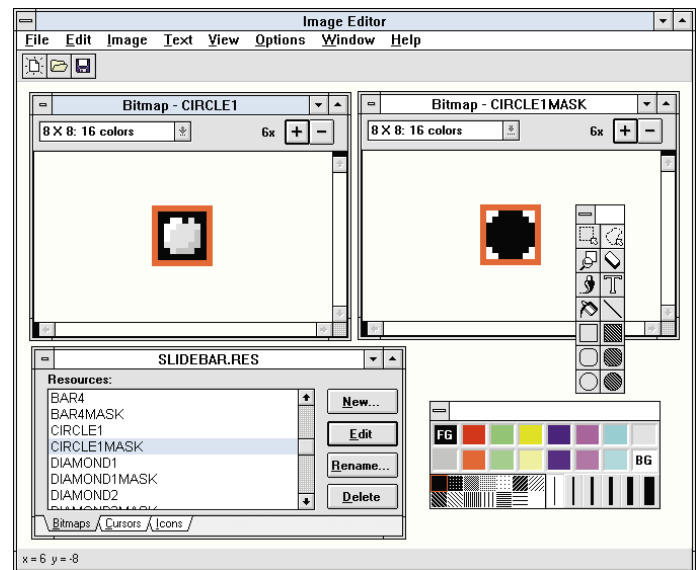 Image Editor
File Edit Image Text View Options Window Help
Bitmap - CIRCLE1
8 X 8: 16 colors 6x + −
Bitmap - CIRCLE1MASK
8 X 8: 16 colors 6x + −
T
SLIDEBAR.RES
Resources:
BAR4
BAR4MASK
CIRCLE1
CIRCLE1MASK
DIAMOND1
DIAMOND1MASK
DIAMOND2
DIAMOND2MASK
New...
Edit
Rename...
Delete
Bitmaps Cursors Icons
FG
BG
x = 6 y = -8